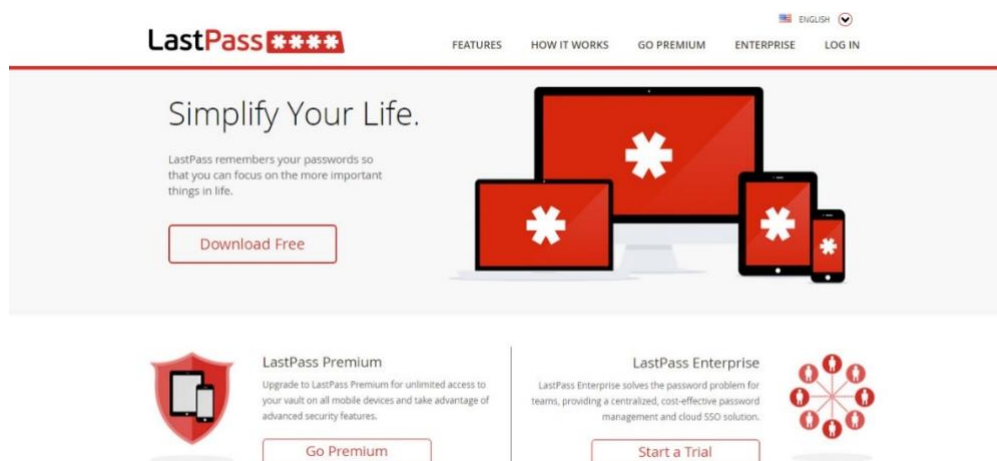 ENGLISH
LastPass ****
FEATURES HOW IT WORKS GO PREMIUM ENTERPRISE LOG IN
Simplify Your Life.
LastPass remembers your passwords so
that you can focus on the more important
things in life.
Download Free
LastPass Premium
Upgrade to LastPass Premium for unlimited access to
your vault on all mobile devices and take advantage of
advanced security features.
Go Premium
LastPass Enterprise
LastPass Enterprise solves the password problem for
teams, providing a centralized, cost-effective password
management and cloud SSO solution.
Start a Trial